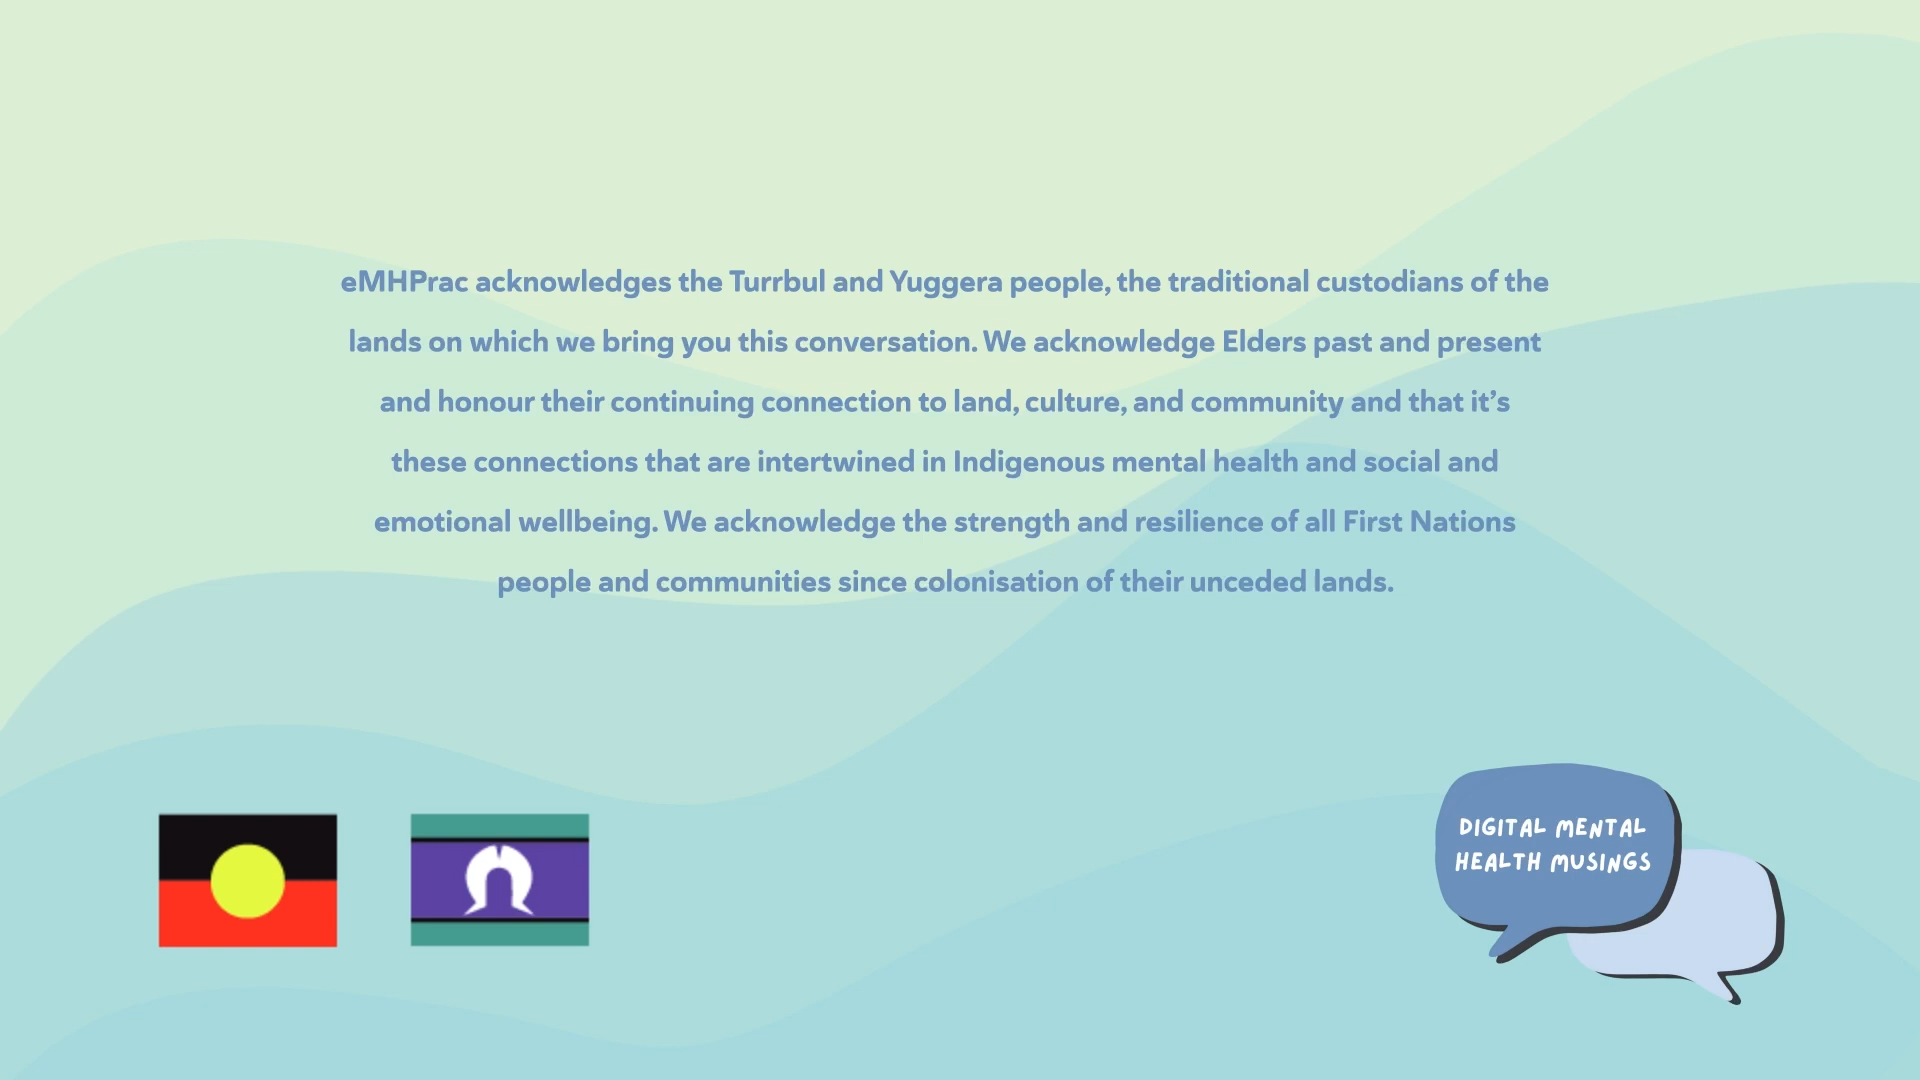 eMHPrac acknowledges the Turrbul and Yuggera people, the traditional custodians of the
lands on which we bring you this conversation. We acknowledge Elders past and present
and honour their continuing connection to land, culture, and community and that it’s
these connections that are intertwined in Indigenous mental health and social and
emotional wellbeing. We acknowledge the strength and resilience of all First Nations
people and communities since colonisation of their unceded lands.
DIGITAL MENTAL
HEALTH MUSINGS